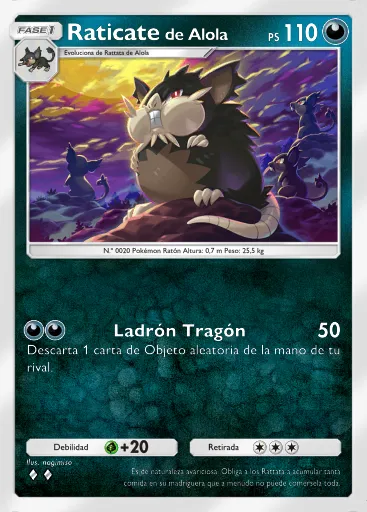 FASE 1
Raticate de Alola
PS 110
Evoluciona de Rattata de Alola
N.º 0020 Pokémon Ratón Altura: 0,7 m Peso: 25,5 kg
Ladrón Tragón 50
Descarta 1 carta de Objeto aleatoria de la mano de tu
rival.
Debilidad +20
Retirada
Ilus. nagimiso
Es de naturaleza avariciosa. Obliga a los Rattata a acumular tanta
comida en su madriguera que a menudo no puede comérsela toda.